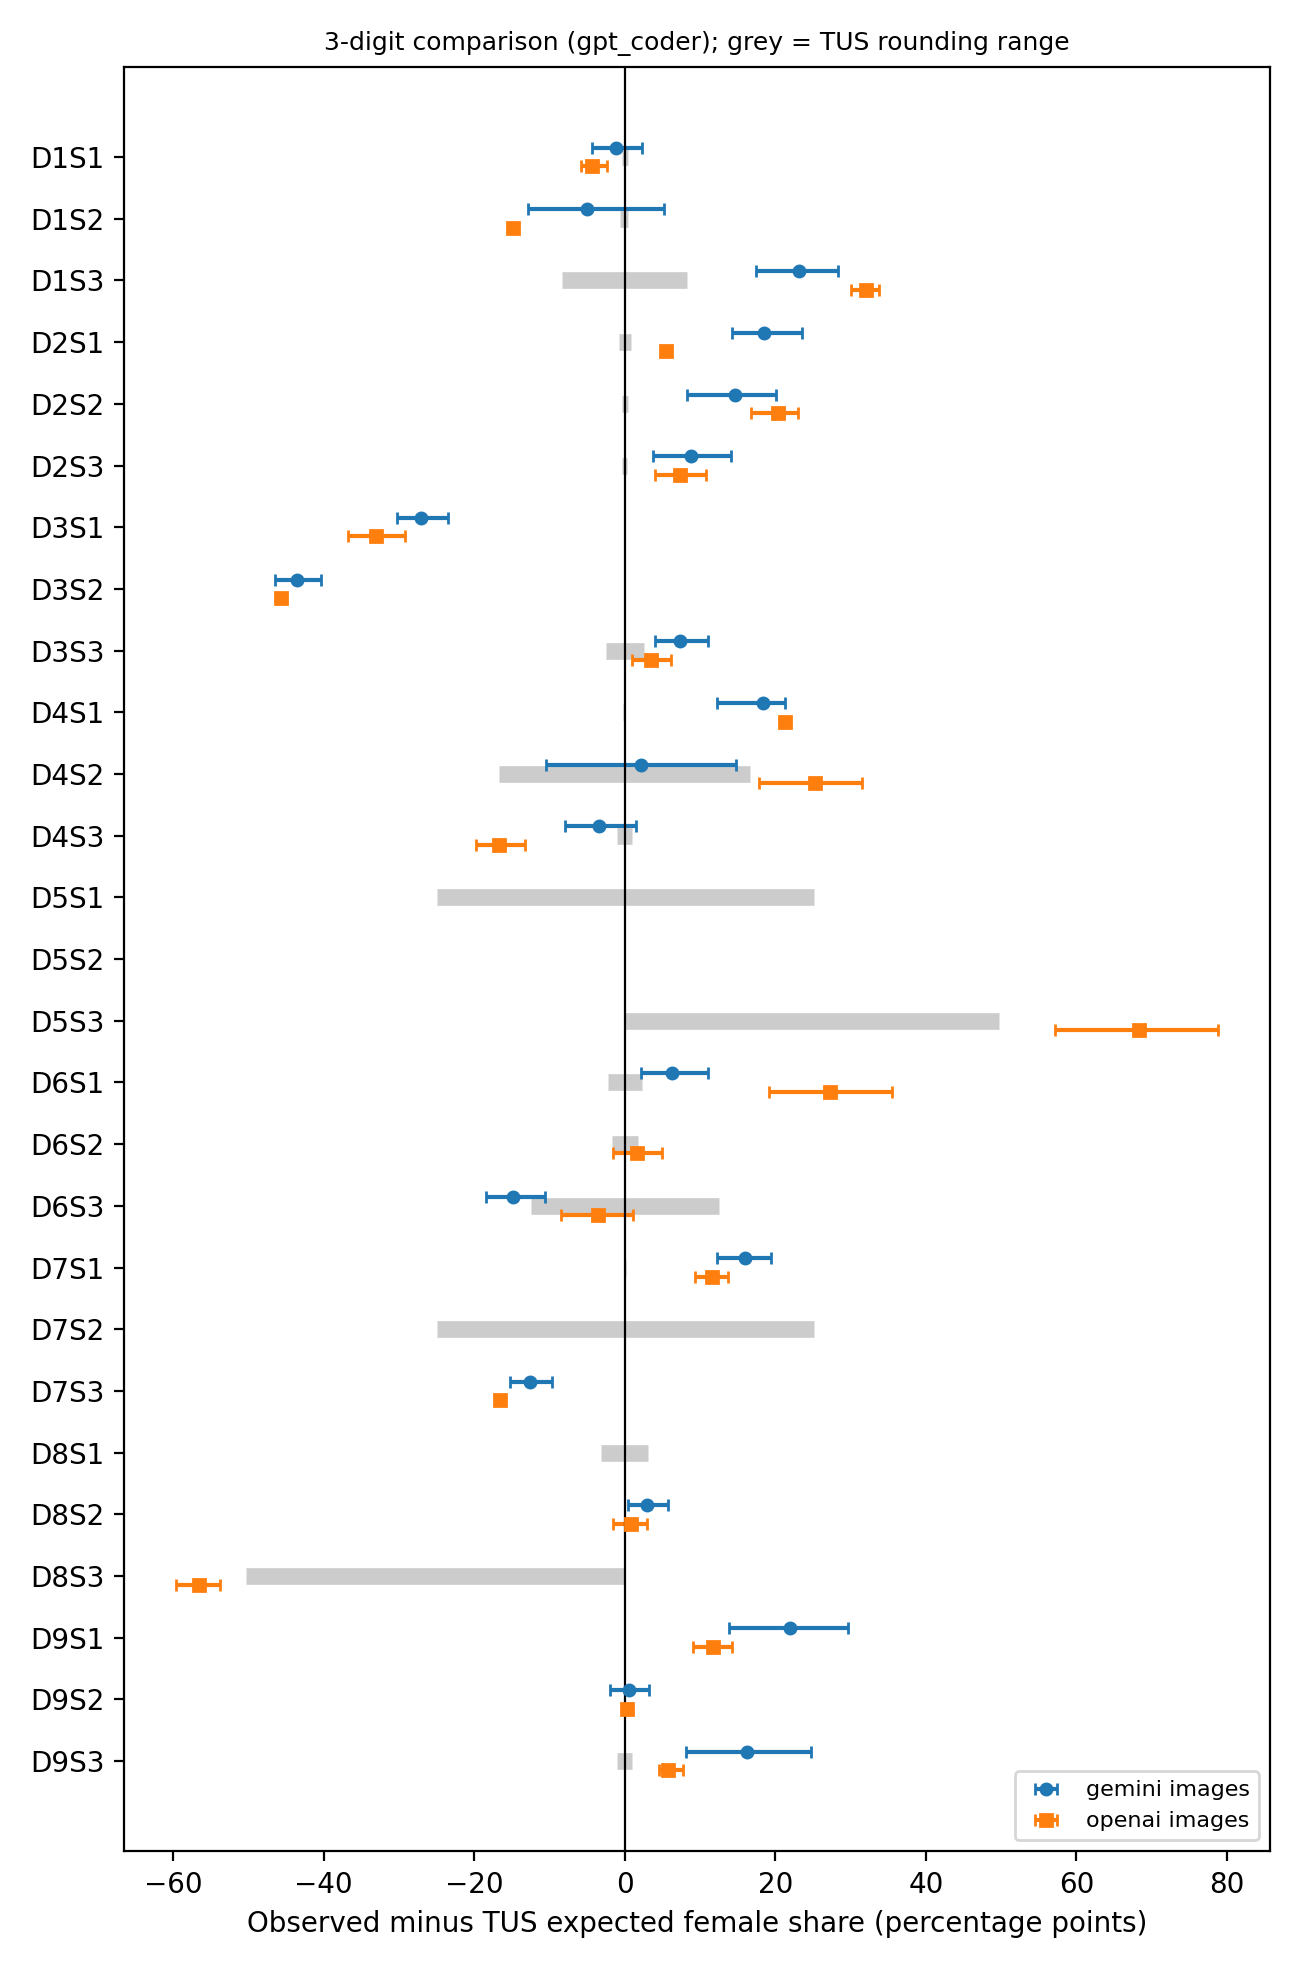 3-digit comparison (gpt_coder); grey = TUS rounding range
D1S1
D1S2
D1S3
D2S1
D2S2
D2S3
D3S1
D3S2
D3S3
D4S1
D4S2
D4S3
D5S1
D5S2
D5S3
D6S1
D6S2
D6S3
D7S1
D7S2
D7S3
D8S1
D8S2
D8S3
D9S1
D9S2
D9S3
gemini images
openai images
−60 −40 −20 0 20 40 60 80
Observed minus TUS expected female share (percentage points)